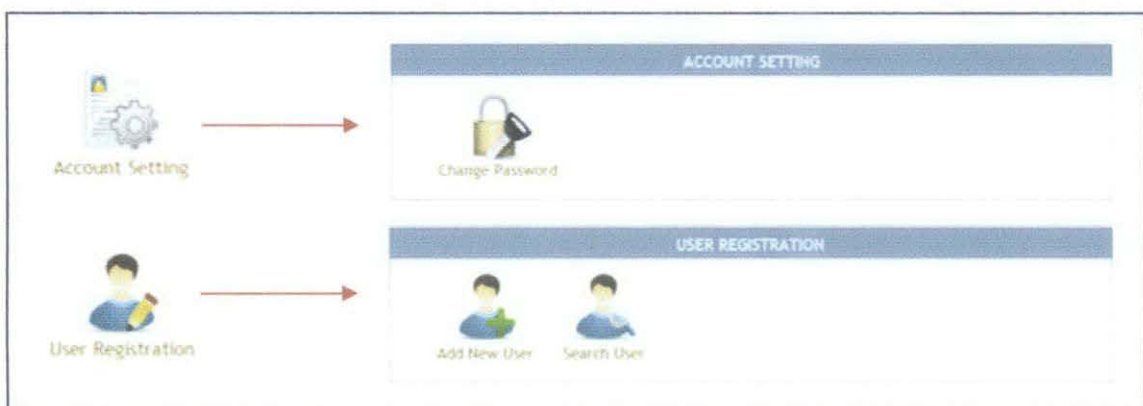 ACCOUNT SETTING
Account Setting
Change Password
USER REGISTRATION
User Registration
Add New User
Search User